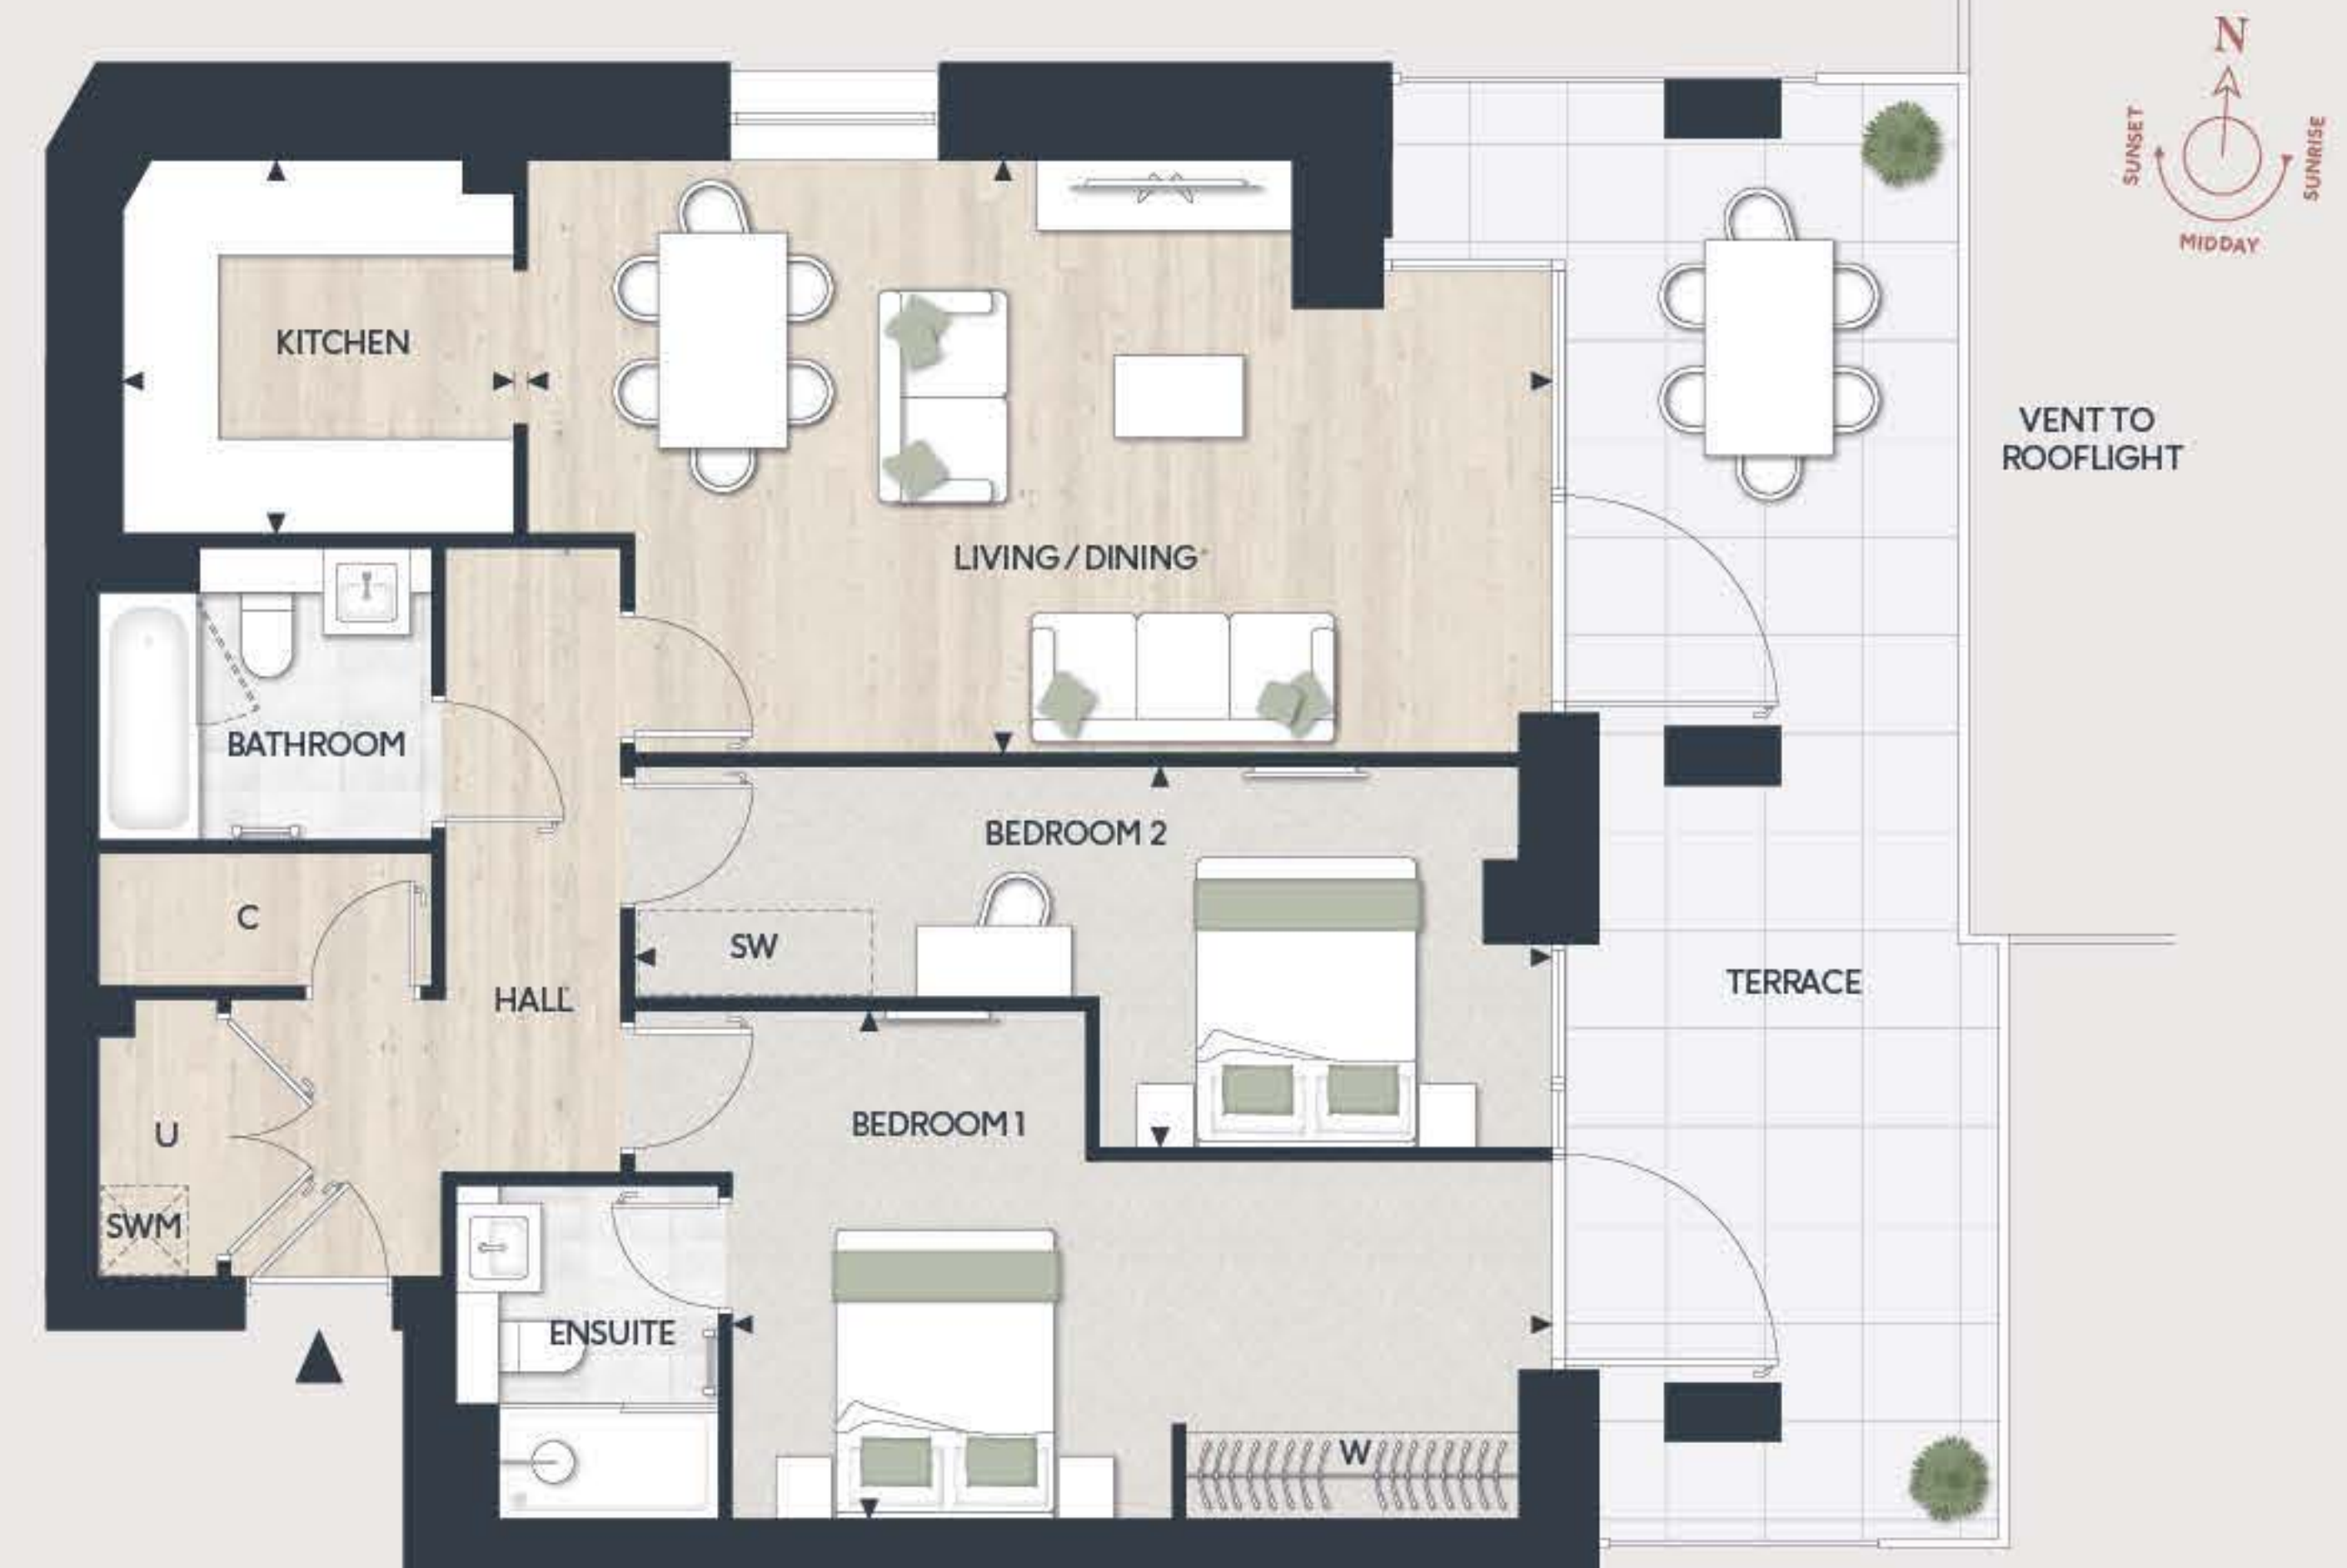 N
SUNSET
SUNRISE
MIDDAY
KITCHEN
VENT TO
ROOFLIGHT
LIVING / DINING
BATHROOM
BEDROOM 2
C
SW
HALL
TERRACE
BEDROOM 1
U
SWM
ENSUITE
W